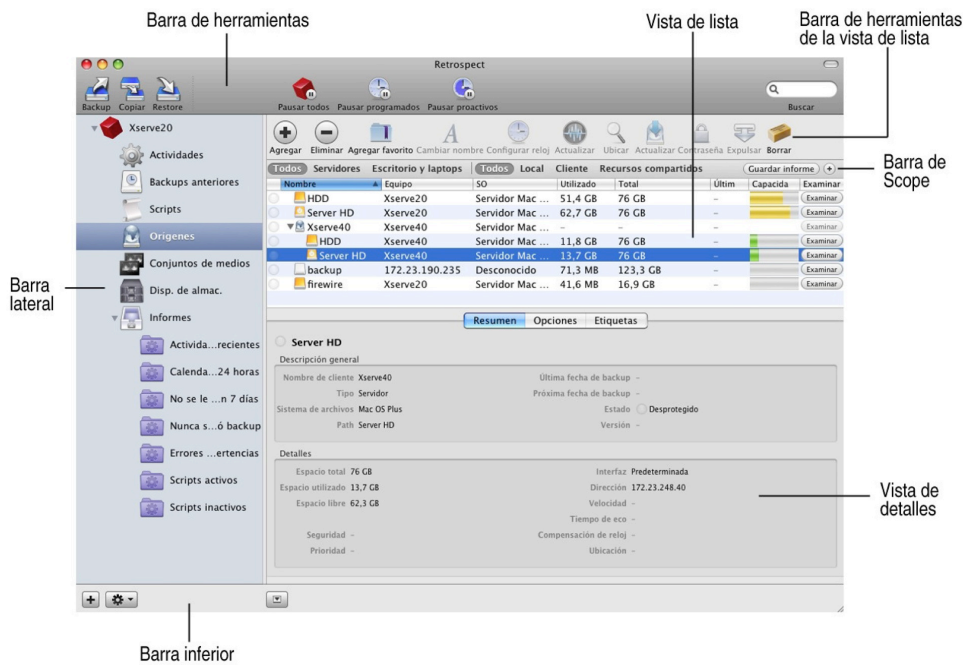 Barra de herramientas
Vista de lista
Barra de herramientas
de la vista de lista
Retrospect
Backup Copiar Restore
Pausar todos Pausar programados Pausar proactivos
Buscar
Xserve20
Actividades
Backups anteriores
Scripts
Orígenes
Conjuntos de medios
Disp. de almac.
Informes
Activida...recientes
Calenda...24 horas
No se le ...n 7 días
Nunca s...ó backup
Errores ...ertencias
Scripts activos
Scripts inactivos
Agregar Eliminar Agregar favorito Cambiar nombre Configurar reloj Actualizar Ubicar Actualizar Contraseña Expulsar Borrar
Todos Servidores Escritorio y laptops Todos Local Cliente Recursos compartidos Guardar informe +
Nombre Equipo SO Utilizado Total Últim Capacida Examinar
HDD Xserve20 Servidor Mac ... 51,4 GB 76 GB – Examinar
Server HD Xserve20 Servidor Mac ... 62,7 GB 76 GB – Examinar
Xserve40 Xserve40 Servidor Mac ... – – – Examinar
HDD Xserve40 Servidor Mac ... 11,8 GB 76 GB – Examinar
Server HD Xserve40 Servidor Mac ... 13,7 GB 76 GB – Examinar
backup 172.23.190.235 Desconocido 71,3 MB 123,3 GB – Examinar
firewire Xserve20 Servidor Mac ... 41,6 MB 16,9 GB – Examinar
Barra de
Scope
Barra
lateral
Resumen Opciones Etiquetas
Server HD
Descripción general
Nombre de cliente Xserve40 Última fecha de backup –
Tipo Servidor Próxima fecha de backup –
Sistema de archivos Mac OS Plus Estado Desprotegido
Path Server HD Versión –
Detalles
Espacio total 76 GB Interfaz Predeterminada
Espacio utilizado 13,7 GB Dirección 172.23.248.40
Espacio libre 62,3 GB Velocidad –
Tiempo de eco –
Seguridad – Compensación de reloj –
Prioridad – Ubicación –
Vista de
detalles
Barra inferior